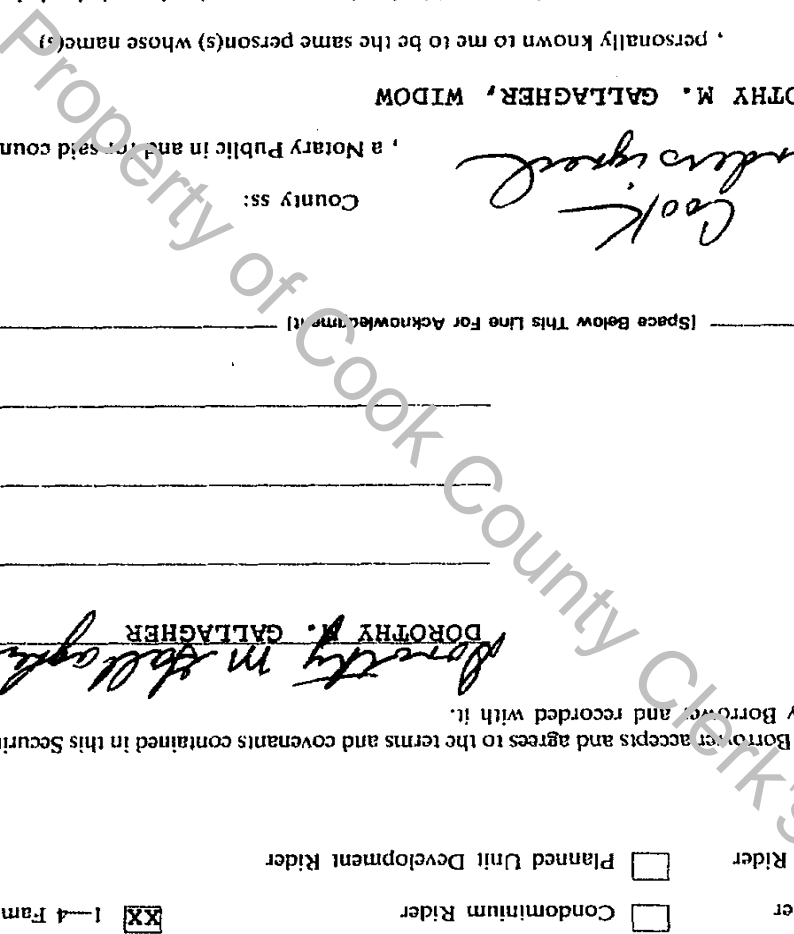 er Condominium Rider XX 1—4 Fam
Rider Planned Unit Development Rider
Borrower accepts and agrees to the terms and covenants contained in this Securi
y Borrower and recorded with it.
Dorothy M Gallagher
DOROTHY M. GALLAGHER
[Space Below This Line For Acknowledgment]
Cook County ss:
ndersigned , a Notary Public in and for said coun
OTHY M. GALLAGHER, WIDOW
, personally known to me to be the same person(s) whose name(s)
Property of Cook County Clerk's